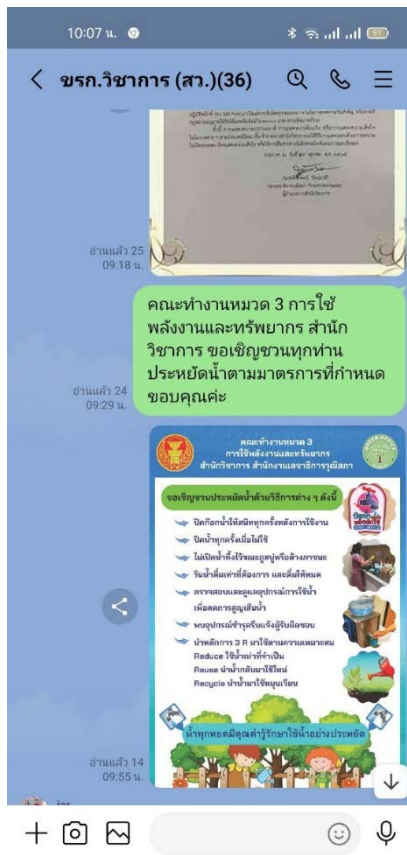 10:07 น.
91
ขรก.วิชาการ (สว.)(36)
อ่านแล้ว 25
09:18 น.
คณะทำงานหมวด 3 การใช้
พลังงานและทรัพยากร สำนัก
วิชาการ ขอเชิญชวนทุกท่าน
ประหยัดน้ำตามมาตรการที่กำหนด
ขอบคุณค่ะ
อ่านแล้ว 24
09:29 น.
คณะทำงานหมวด 3
การใช้พลังงานและทรัพยากร
สำนักวิชาการ สำนักงานเลขาธิการวุฒิสภา
ขอเชิญชวนประหยัดน้ำด้วยวิธีการต่าง ๆ ดังนี้
ปิดก๊อกน้ำให้สนิททุกครั้งหลังการใช้งาน
ปิดน้ำทุกครั้งเมื่อไม่ใช้
ไม่เปิดน้ำทิ้งไว้ขณะถูสบู่หรือล้างภาชนะ
รินน้ำดื่มเท่าที่ต้องการ และดื่มให้หมด
ตรวจสอบและดูแลอุปกรณ์การใช้น้ำ
เพื่อลดการสูญเสียน้ำ
พบอุปกรณ์ชำรุดรีบแจ้งผู้รับผิดชอบ
นำหลักการ 3 R มาใช้ตามความเหมาะสม
Reduce ใช้น้ำเท่าที่จำเป็น
Reuse นำน้ำกลับมาใช้ใหม่
Recycle นำน้ำมาใช้หมุนเวียน
น้ำทุกหยดมีคุณค่ารู้รักษาใช้น้ำอย่างประหยัด
อ่านแล้ว 14
09:55 น.